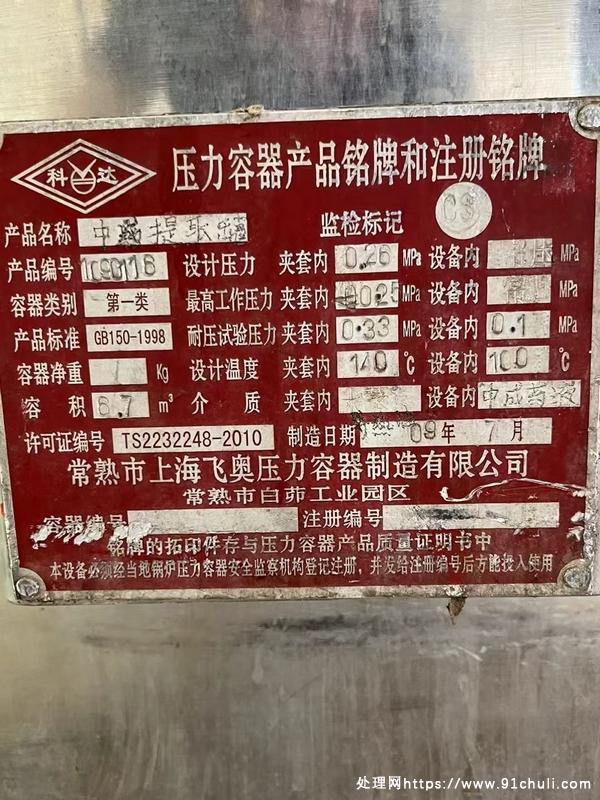 科达
压力容器产品铭牌和注册铭牌
CS
产品名称 中药提取罐 监检标记
产品编号 设计压力 夹套内 0.26 MPa 设备内 MPa
容器类别 第一类 最高工作压力 夹套内 0.25 MPa 设备内 MPa
产品标准 GB150-1998 耐压试验压力 夹套内 0.33 MPa 设备内 0.1 MPa
容器净重 Kg 设计温度 夹套内 140 ℃ 设备内 100 ℃
容积 6.7 m³ 介质 夹套内 设备内 中成药液
许可证编号 TS2232248-2010 制造日期 09年7月
常熟市上海飞奥压力容器制造有限公司
常熟市白茆工业园区
容器编号 注册编号
铭牌的拓印件存与压力容器产品质量证明书中
本设备必须经当地锅炉压力容器安全监察机构登记注册,并发给注册编号后方能投入使用
处理网https://www.91chuli.com